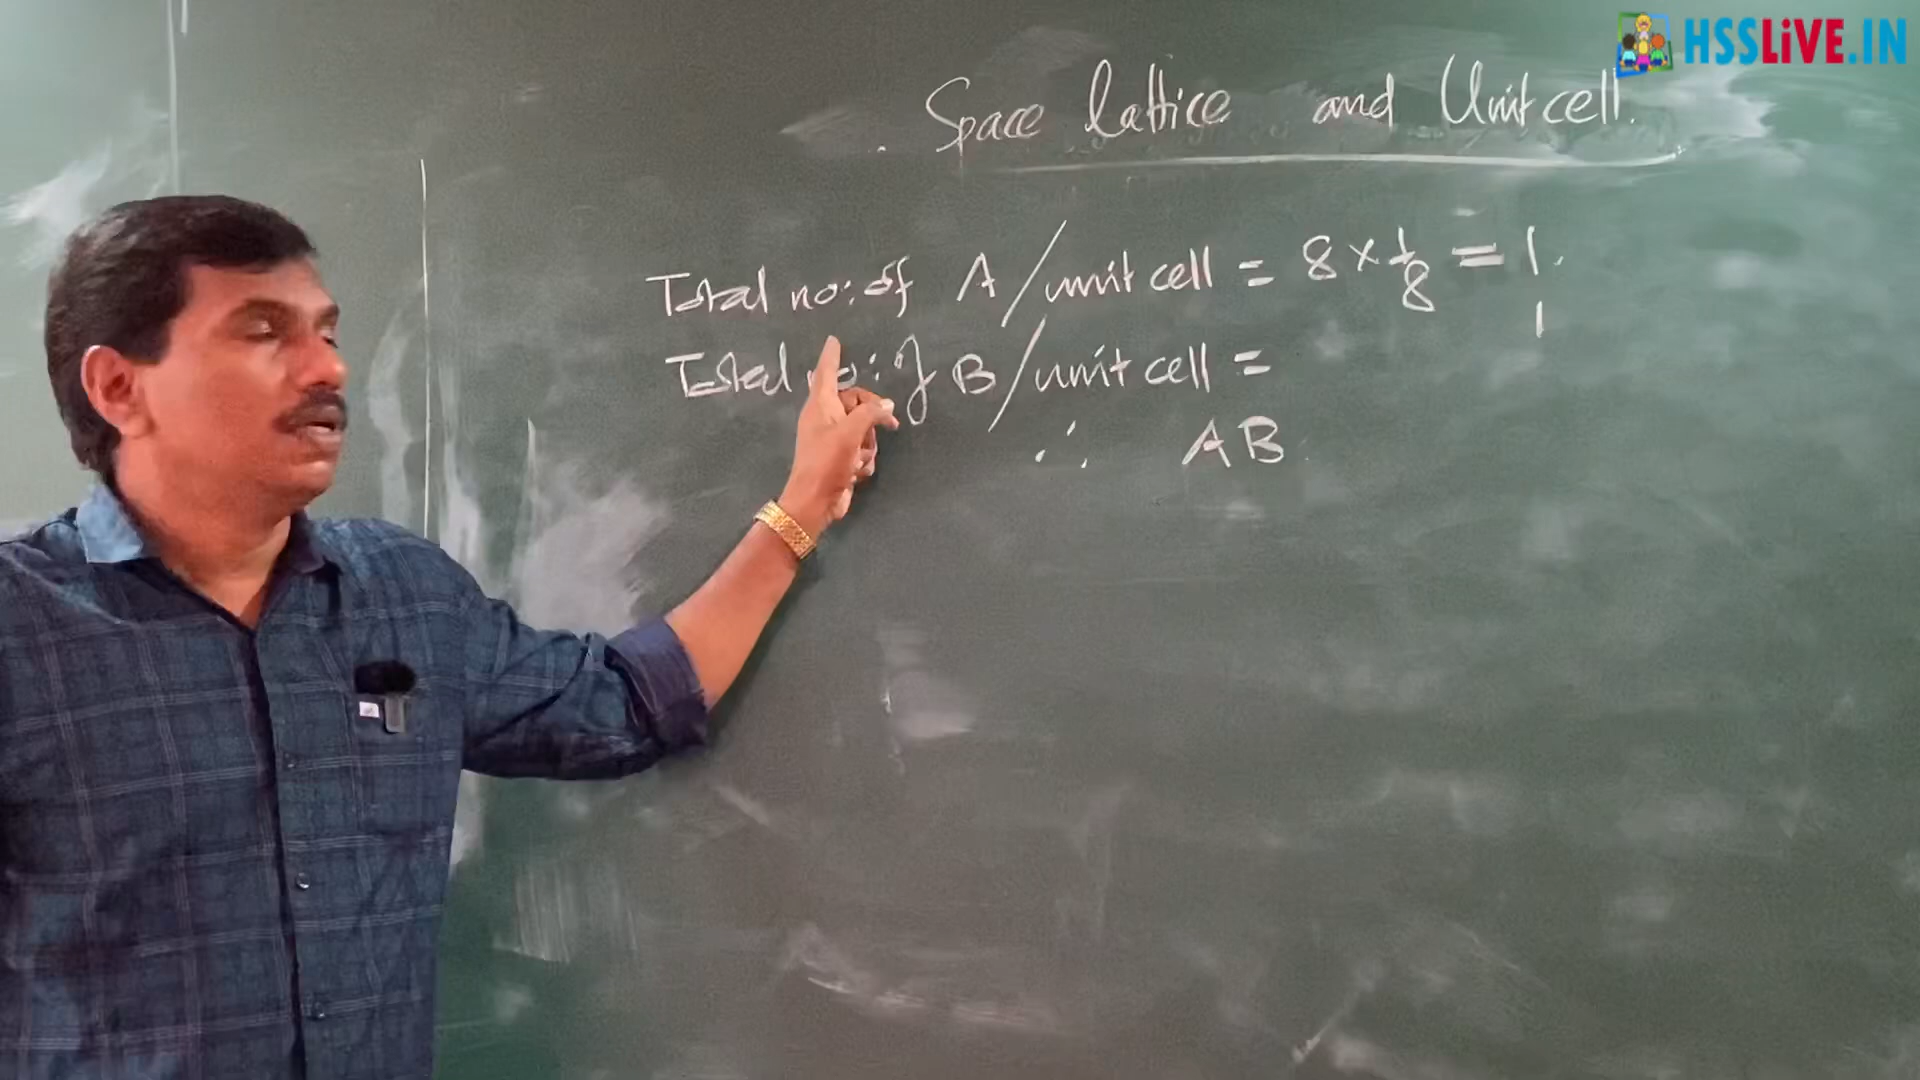 HSSLiVE.IN
Space lattice and Unit cell.
Total no: of A/unit cell = 8 × 1/8 = 1.
Total no: of B/unit cell = 1
∴ AB